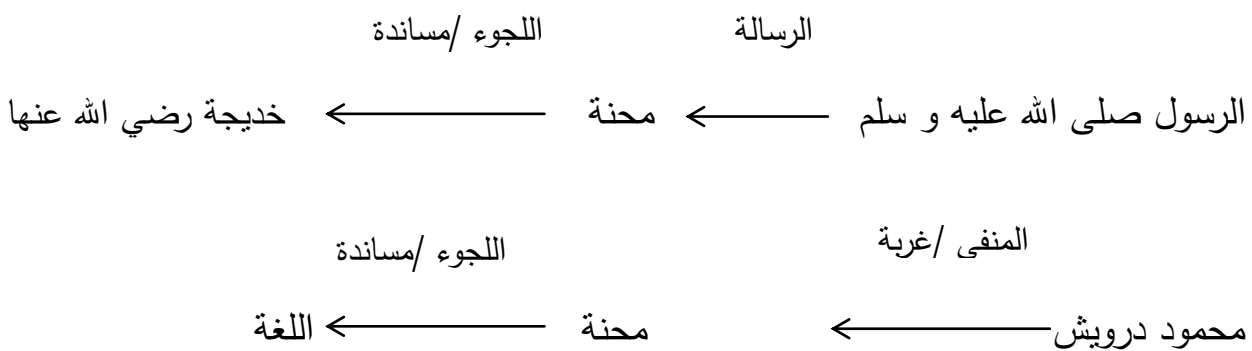 الرسالة اللجوء /مساندة
الرسول صلى الله عليه و سلم محنة خديجة رضي الله عنها
المنفى /غربة اللجوء /مساندة
محمود درويش محنة اللغة